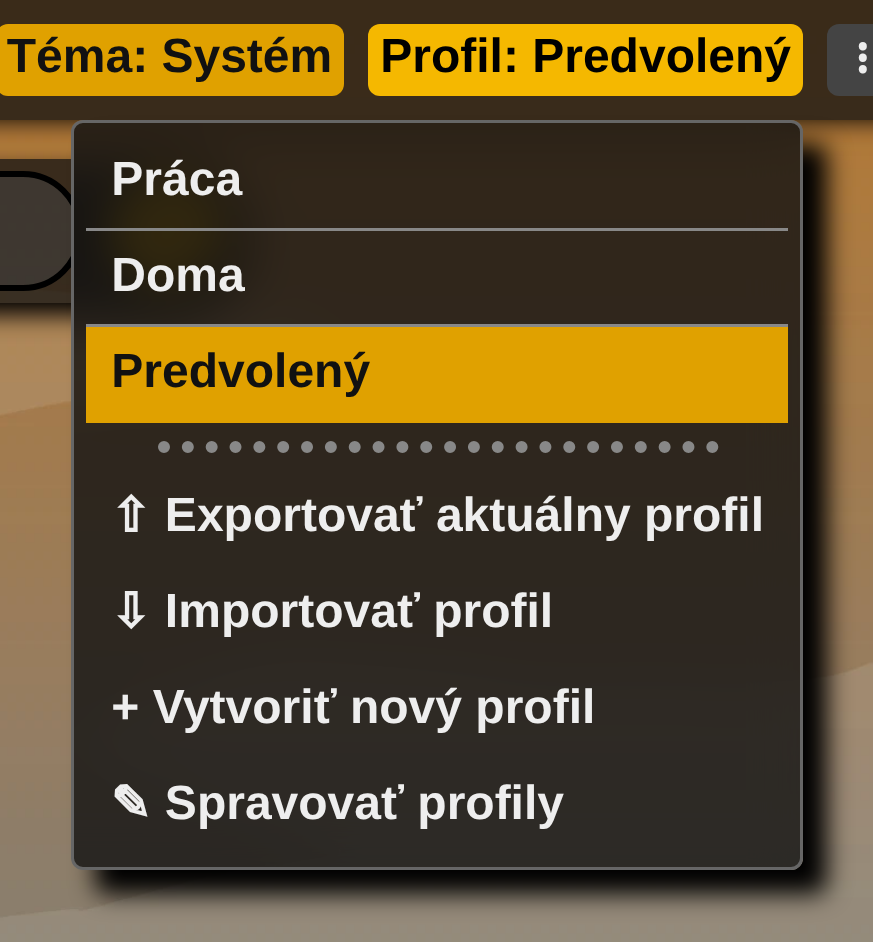 Téma: Systém
Profil: Predvolený
Práca
Doma
Predvolený
⇧ Exportovať aktuálny profil
⇩ Importovať profil
+ Vytvoriť nový profil
✎ Spravovať profily